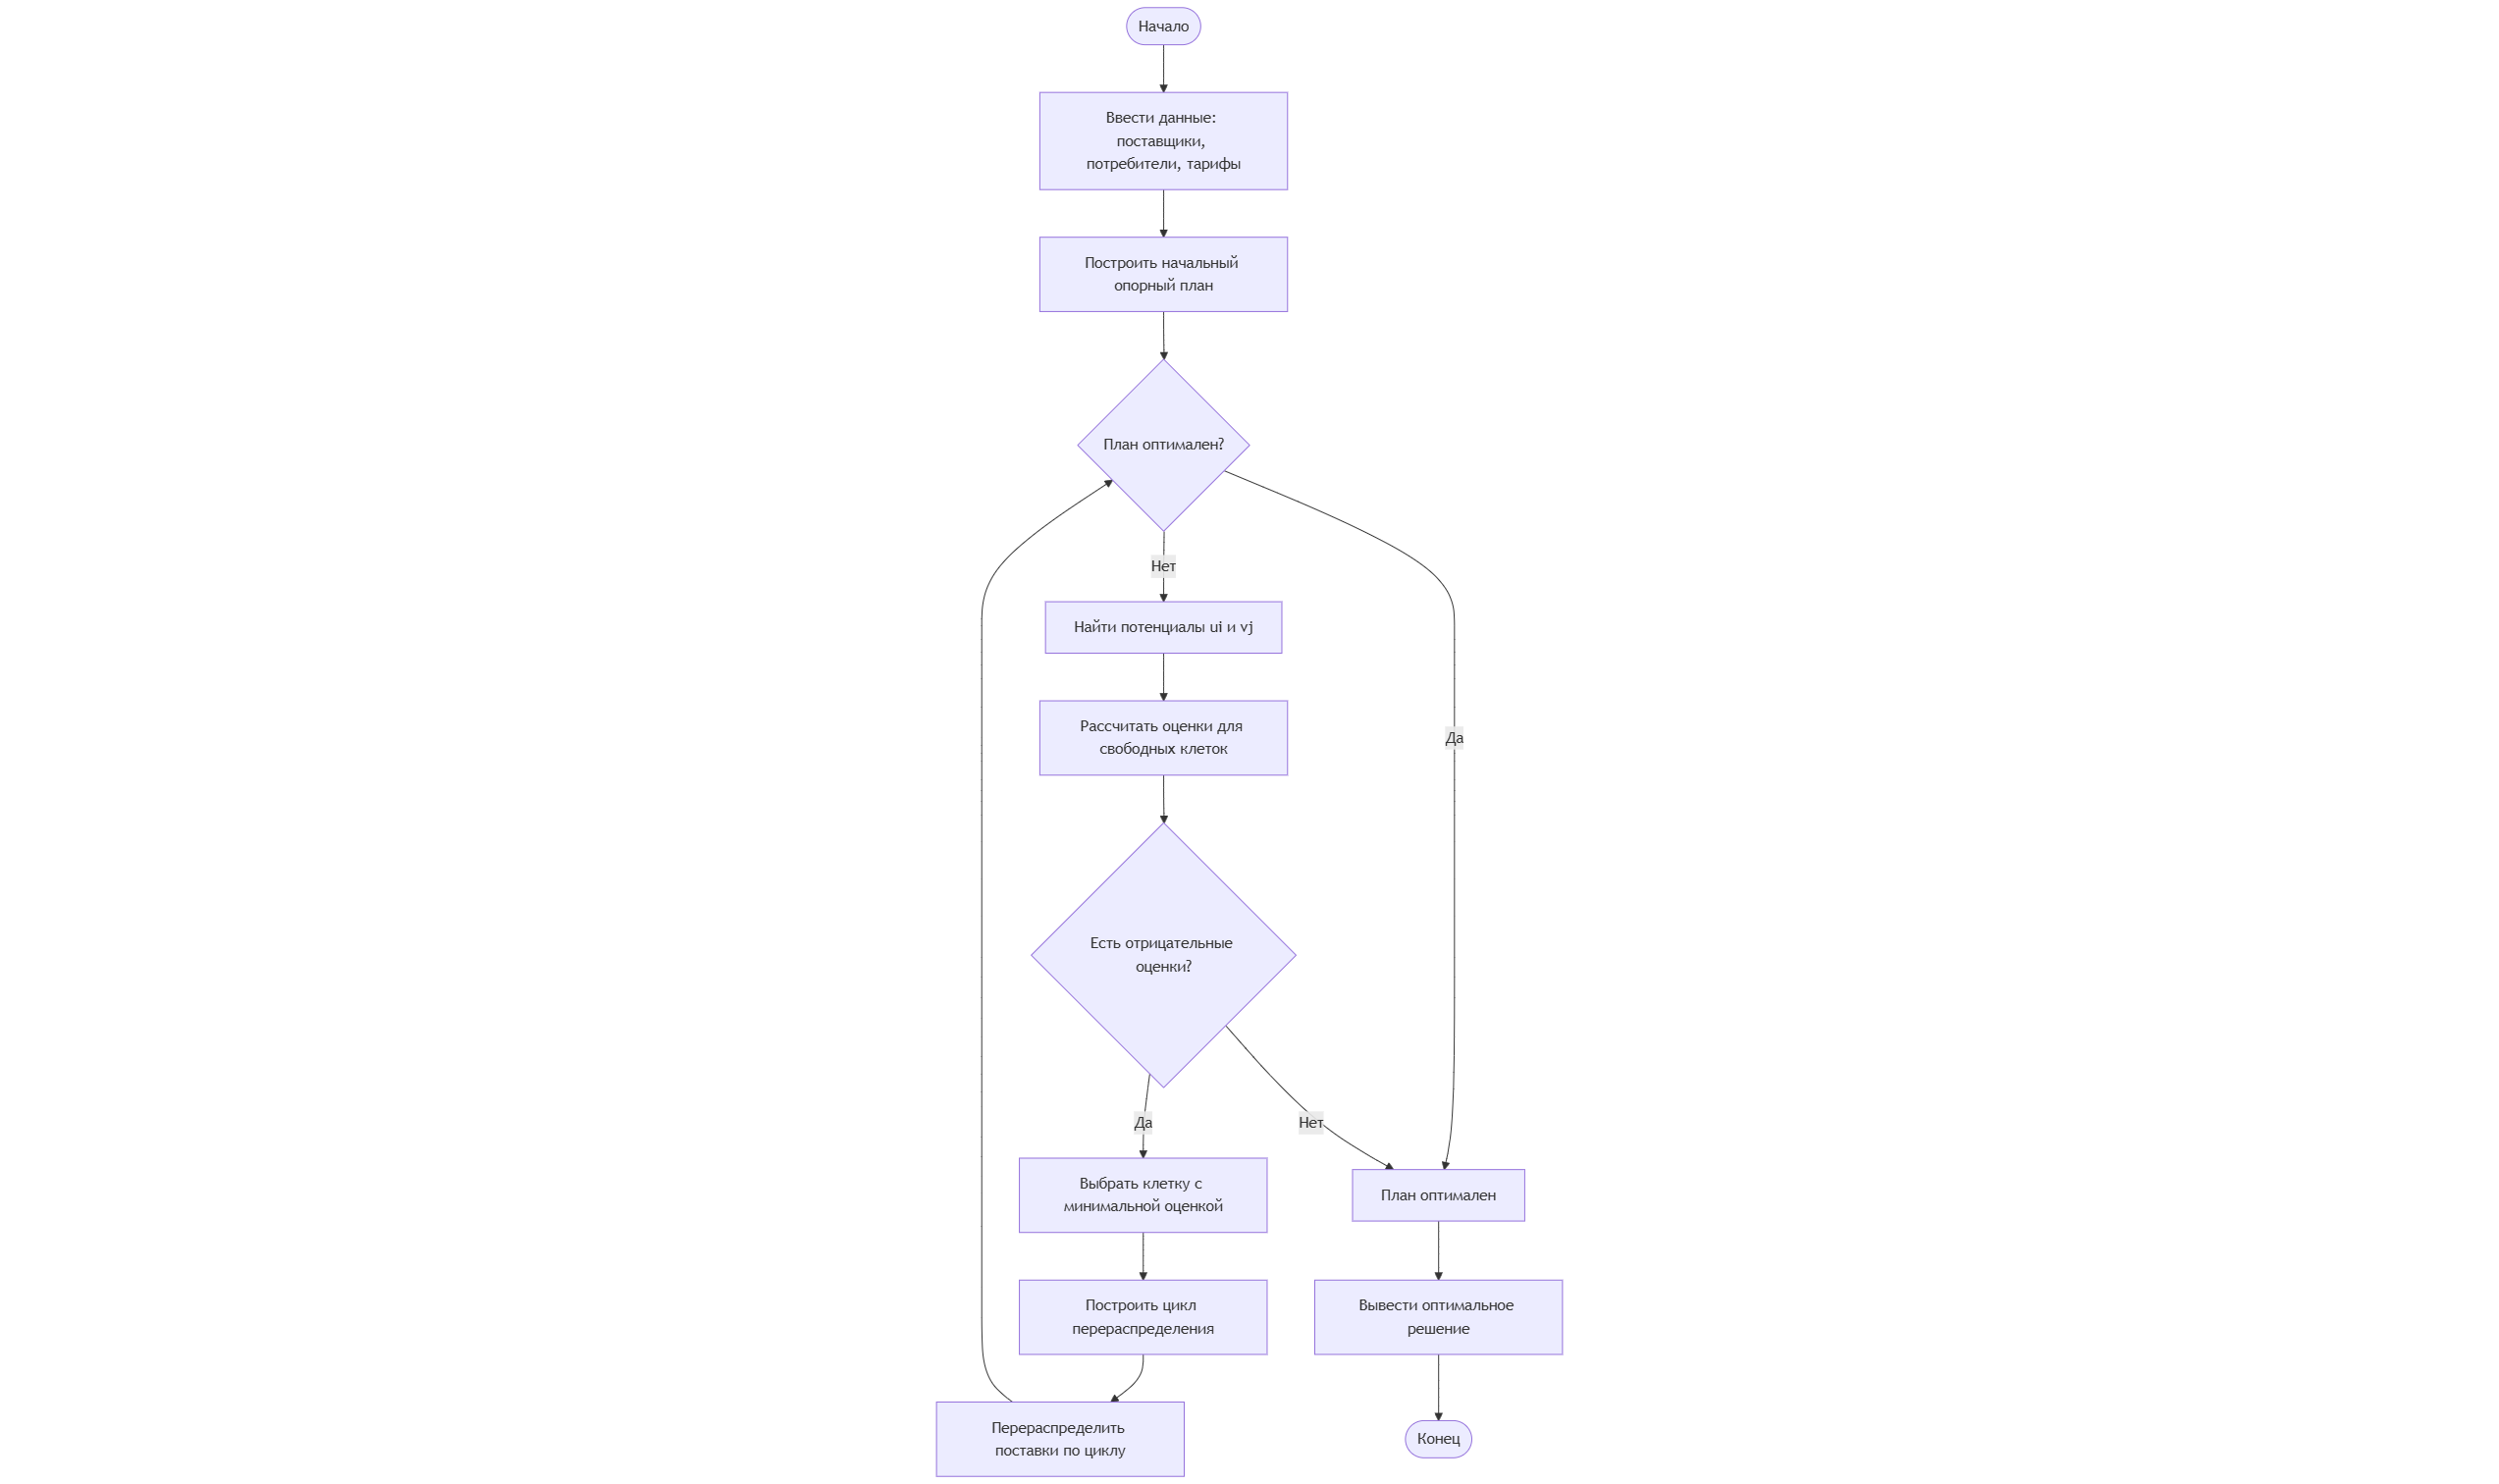 Начало
Ввести данные:
поставщики,
потребители, тарифы
Построить начальный
опорный план
План оптимален?
Нет
Найти потенциалы ui и vj
Рассчитать оценки для
свободных клеток
Да
Есть отрицательные
оценки?
Да
Нет
Выбрать клетку с
минимальной оценкой
План оптимален
Построить цикл
перераспределения
Вывести оптимальное
решение
Перераспределить
поставки по циклу
Конец